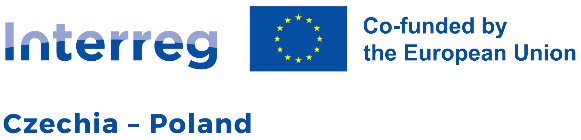 Interreg
Co-funded by
the European Union
Czechia – Poland